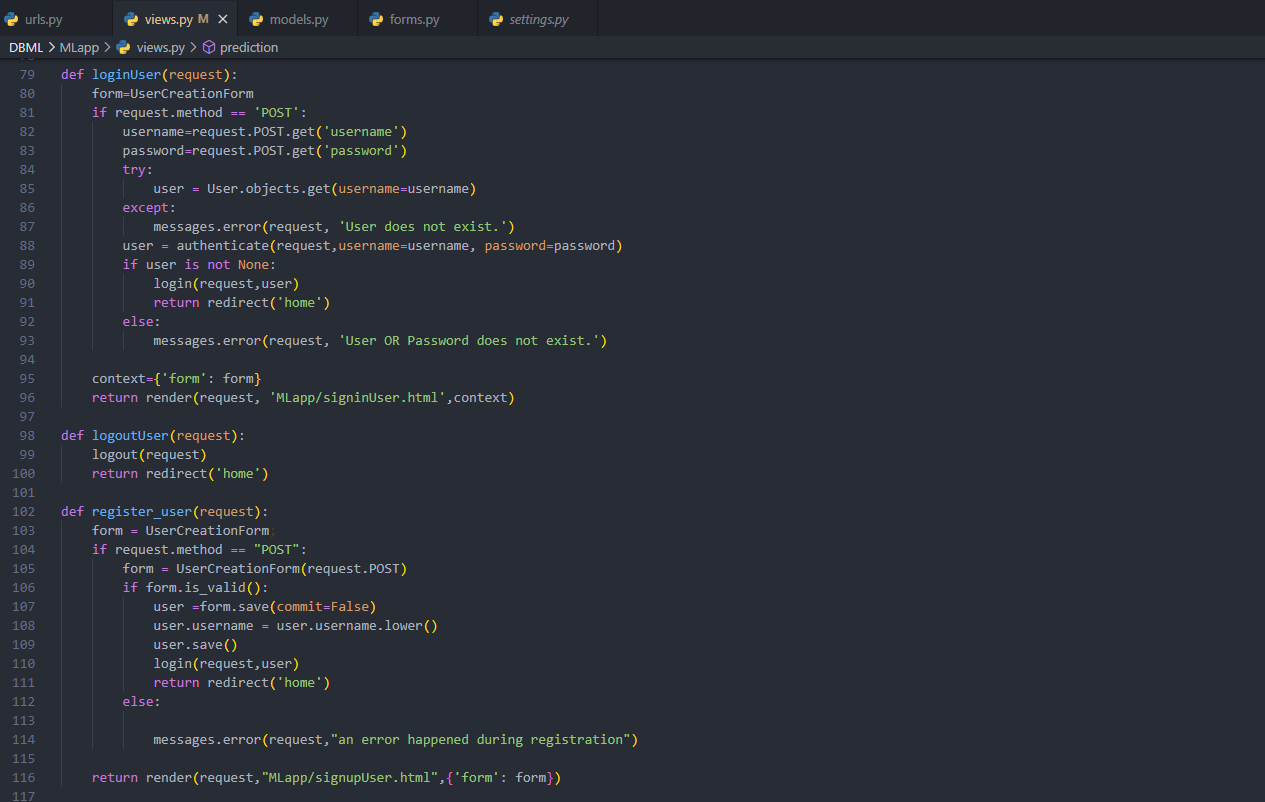 urls.py views.py M × models.py forms.py settings.py
DBML > MLapp > views.py > prediction
79 def loginUser(request):
80     form=UserCreationForm
81     if request.method == 'POST':
82         username=request.POST.get('username')
83         password=request.POST.get('password')
84         try:
85             user = User.objects.get(username=username)
86         except:
87             messages.error(request, 'User does not exist.')
88         user = authenticate(request,username=username, password=password)
89         if user is not None:
90             login(request,user)
91             return redirect('home')
92         else:
93             messages.error(request, 'User OR Password does not exist.')
94
95     context={'form': form}
96     return render(request, 'MLapp/signinUser.html',context)
97
98 def logoutUser(request):
99     logout(request)
100     return redirect('home')
101
102 def register_user(request):
103     form = UserCreationForm
104     if request.method == "POST":
105         form = UserCreationForm(request.POST)
106         if form.is_valid():
107             user =form.save(commit=False)
108             user.username = user.username.lower()
109             user.save()
110             login(request,user)
111             return redirect('home')
112         else:
113
114             messages.error(request,"an error happened during registration")
115
116     return render(request,"MLapp/signupUser.html",{'form': form})
117